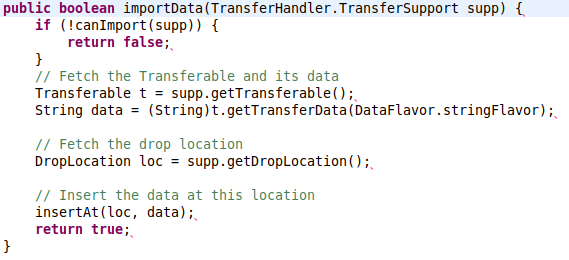 public boolean importData(TransferHandler.TransferSupport supp) {
    if (!canImport(supp)) {
        return false;
    }
    // Fetch the Transferable and its data
    Transferable t = supp.getTransferable();
    String data = (String)t.getTransferData(DataFlavor.stringFlavor);

    // Fetch the drop location
    DropLocation loc = supp.getDropLocation();

    // Insert the data at this location
    insertAt(loc, data);
    return true;
}